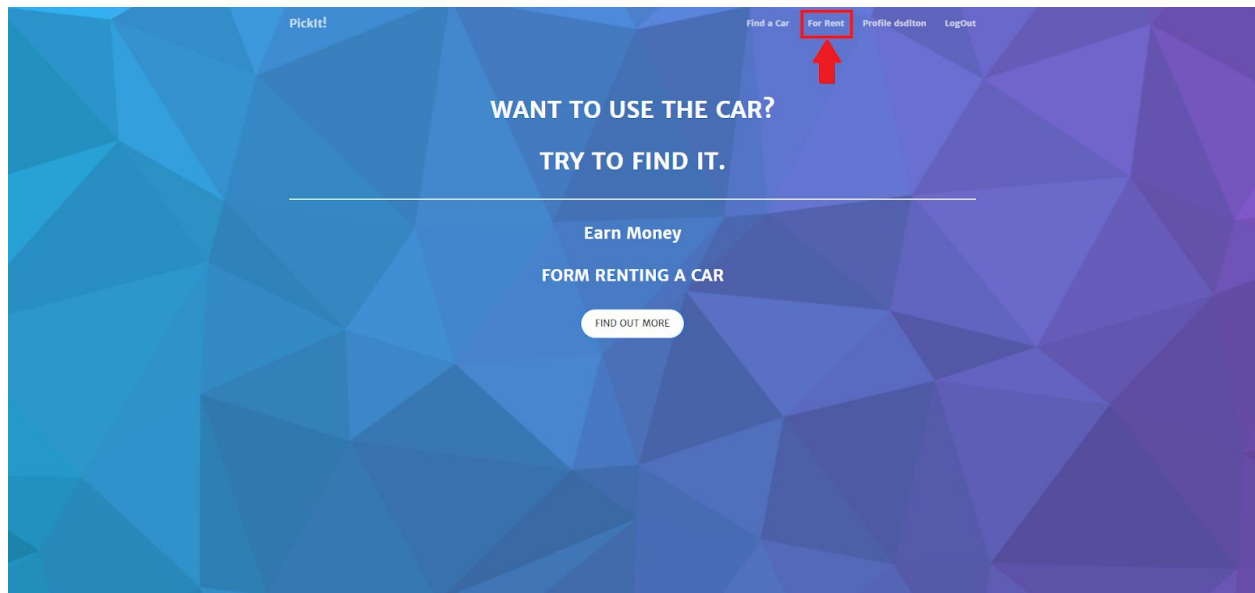 PickIt!
Find a Car For Rent Profile dsdlton LogOut
WANT TO USE THE CAR?
TRY TO FIND IT.
Earn Money
FORM RENTING A CAR
FIND OUT MORE